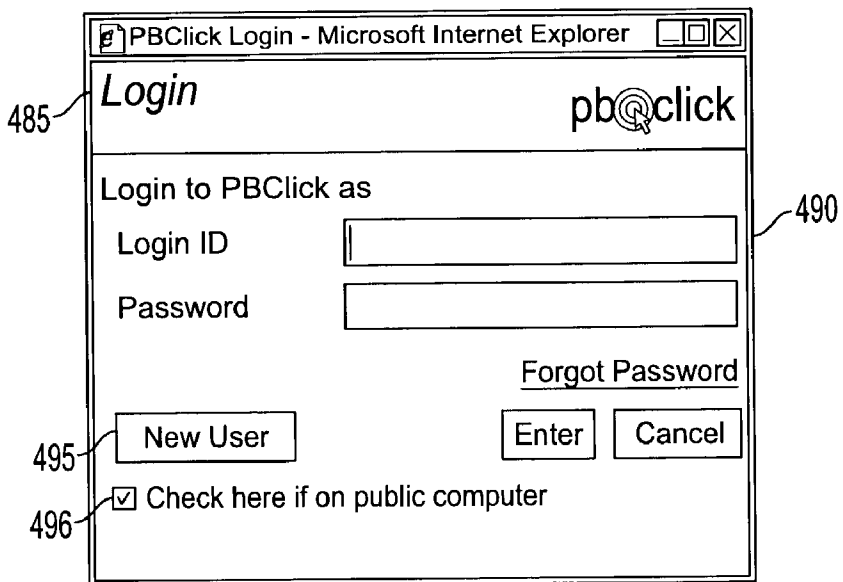 PBClick Login - Microsoft Internet Explorer
Login
pb click
485
Login to PBClick as
490
Login ID
Password
Forgot Password
495 New User Enter Cancel
496 Check here if on public computer